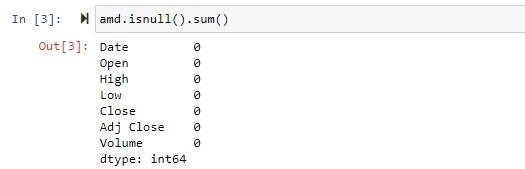 In [3]: amd.isnull().sum()
Out[3]: Date 0
Open 0
High 0
Low 0
Close 0
Adj Close 0
Volume 0
dtype: int64